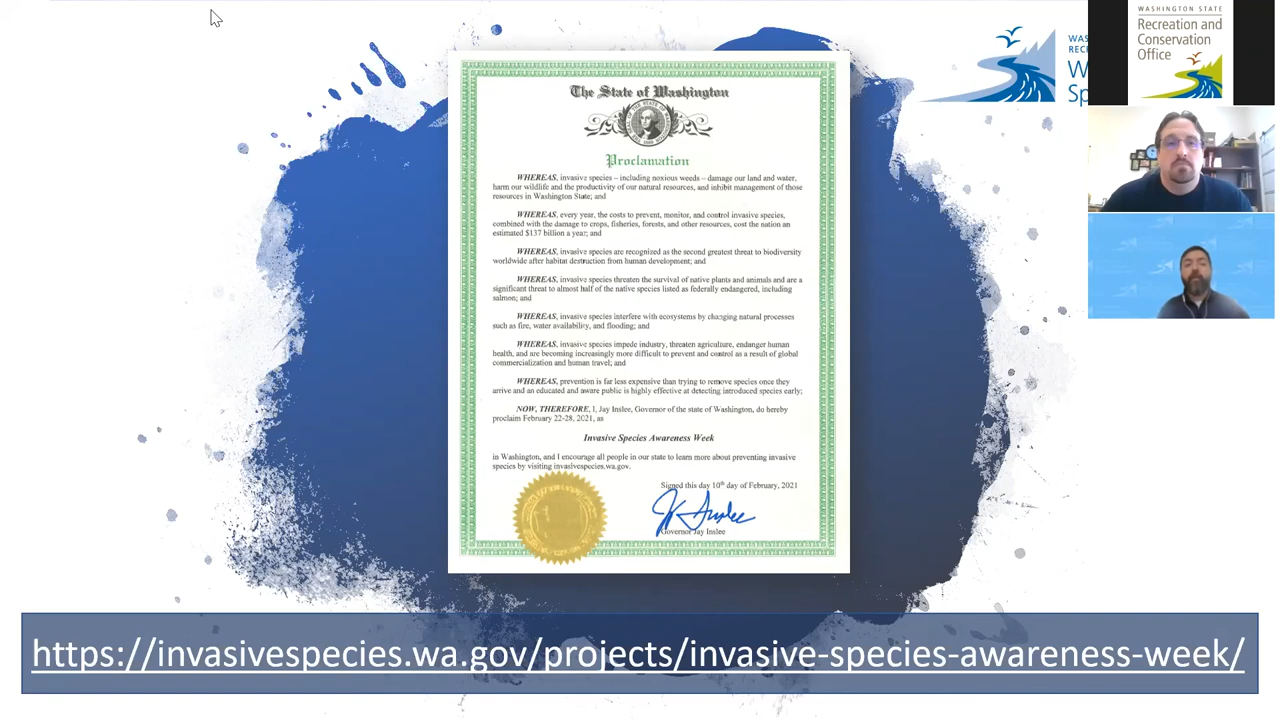 WASHINGTON STATE
Recreation and
Conservation
Office
The State of Washington
Proclamation
WHEREAS, invasive species – including noxious weeds – damage our land and water,
harm our wildlife and the productivity of our natural resources, and inhibit management of those
resources in Washington State; and
WHEREAS, every year, the costs to prevent, monitor, and control invasive species,
combined with the damage to crops, fisheries, forests, and other resources, cost the nation an
estimated $137 billion a year; and
WHEREAS, invasive species are recognized as the second greatest threat to biodiversity
worldwide after habitat destruction from human development; and
WHEREAS, invasive species threaten the survival of native plants and animals and are a
significant threat to almost half of the native species listed as federally endangered, including
salmon; and
WHEREAS, invasive species interfere with ecosystems by changing natural processes
such as fire, water availability, and flooding; and
WHEREAS, invasive species impede industry, threaten agriculture, endanger human
health, and are becoming increasingly more difficult to prevent and control as a result of global
commercialization and human travel; and
WHEREAS, prevention is far less expensive than trying to remove species once they
arrive and an educated and aware public is highly effective at detecting introduced species early;
NOW, THEREFORE, I, Jay Inslee, Governor of the state of Washington, do hereby
proclaim February 22-28, 2021, as
Invasive Species Awareness Week
in Washington, and I encourage all people in our state to learn more about preventing invasive
species by visiting invasivespecies.wa.gov.
Signed this day 10th day of February, 2021
Governor Jay Inslee
https://invasivespecies.wa.gov/projects/invasive-species-awareness-week/